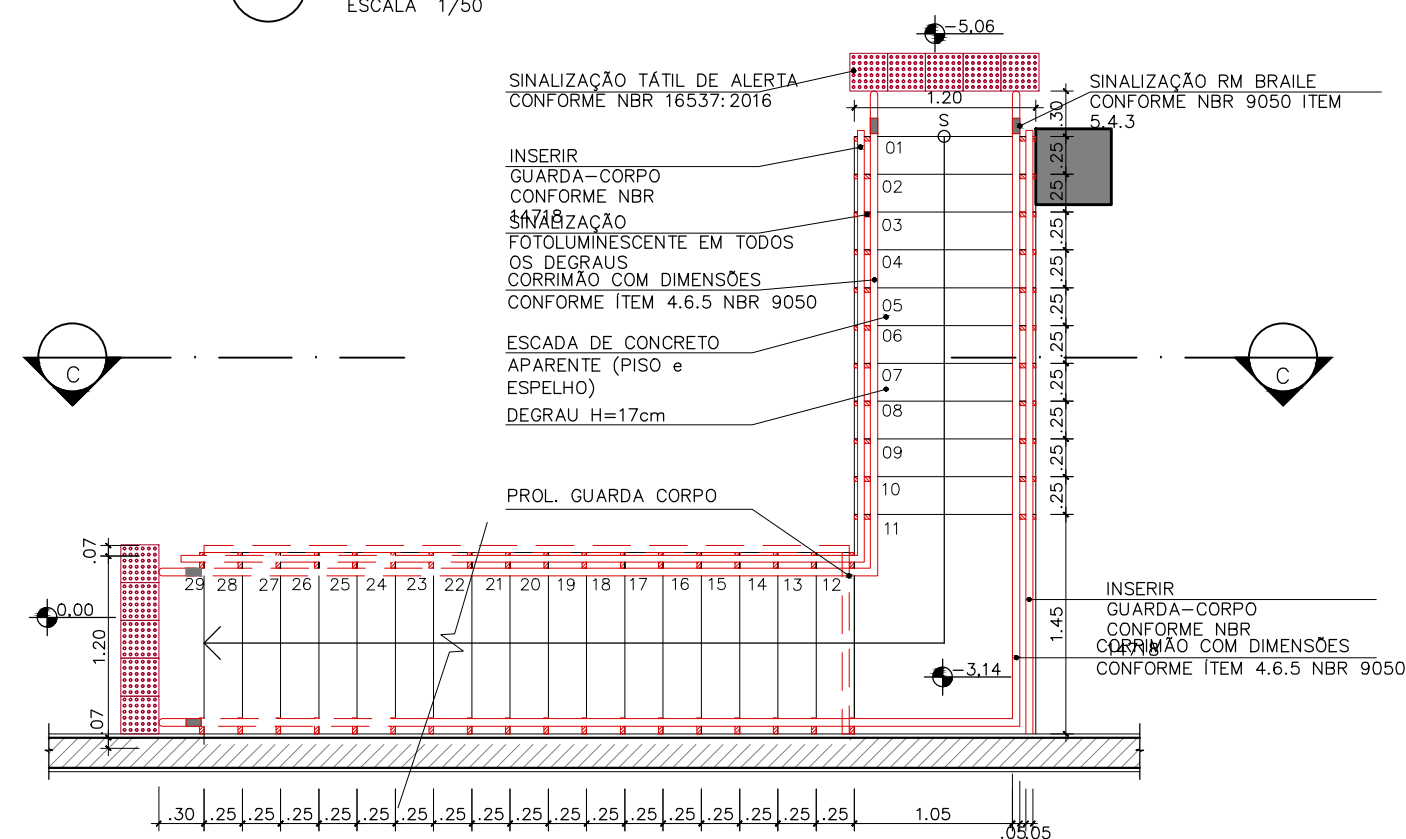 ESCALA 1/50
-5,06
SINALIZAÇÃO TÁTIL DE ALERTA
CONFORME NBR 16537:2016
SINALIZAÇÃO RM BRAILE
CONFORME NBR 9050 ITEM
5.4.3
1.20
S
.30
INSERIR
GUARDA-CORPO
CONFORME NBR
14718
SINALIZAÇÃO
FOTOLUMINESCENTE EM TODOS
OS DEGRAUS
CORRIMÃO COM DIMENSÕES
CONFORME ÍTEM 4.6.5 NBR 9050
ESCADA DE CONCRETO
APARENTE (PISO e
ESPELHO)
DEGRAU H=17cm
PROL. GUARDA CORPO
01
02
03
04
05
06
07
08
09
10
11
.25
.25
.25
.25
.25
.25
.25
.25
.25
.25
1.45
C
C
29 28 27 26 25 24 23 22 21 20 19 18 17 16 15 14 13 12
.07
0,00
1.20
.07
-3,14
INSERIR
GUARDA-CORPO
CONFORME NBR
14718
CORRIMÃO COM DIMENSÕES
CONFORME ÍTEM 4.6.5 NBR 9050
.30 .25 .25 .25 .25 .25 .25 .25 .25 .25 .25 .25 .25 .25 .25 .25 .25 .25 1.05 .05 .05